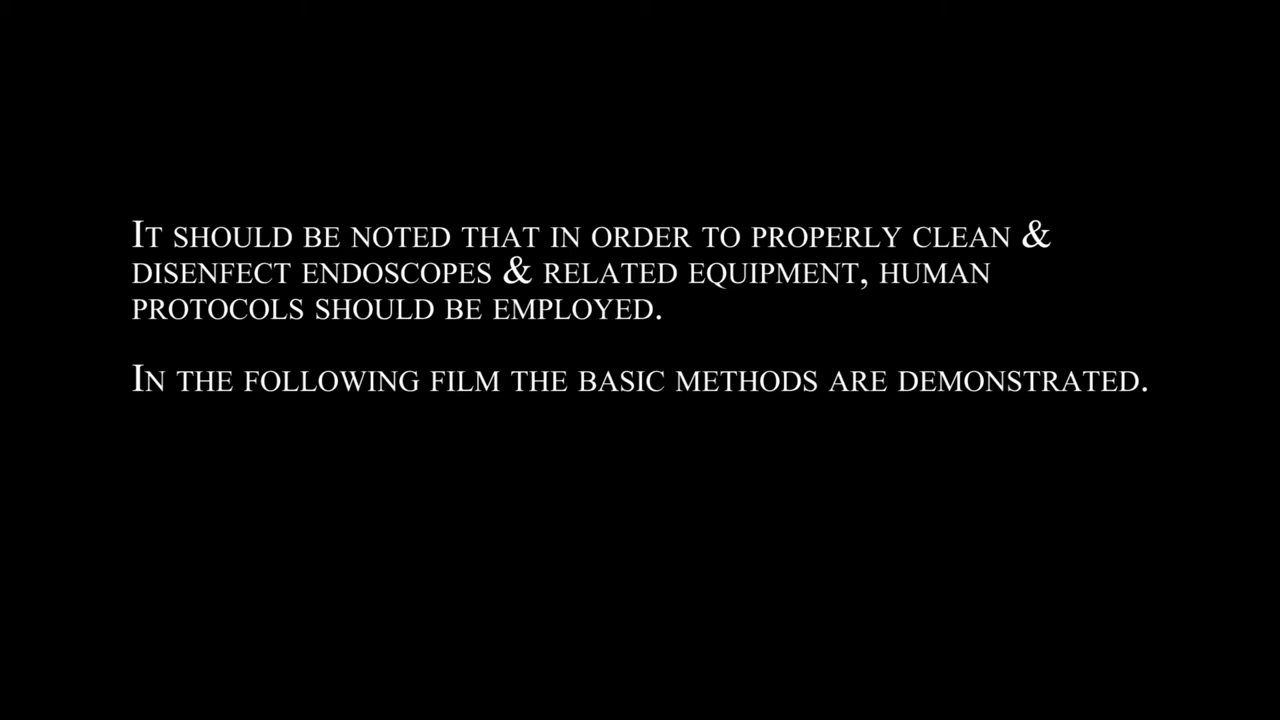 It should be noted that in order to properly clean &
disenfect endoscopes & related equipment, human
protocols should be employed.
In the following film the basic methods are demonstrated.